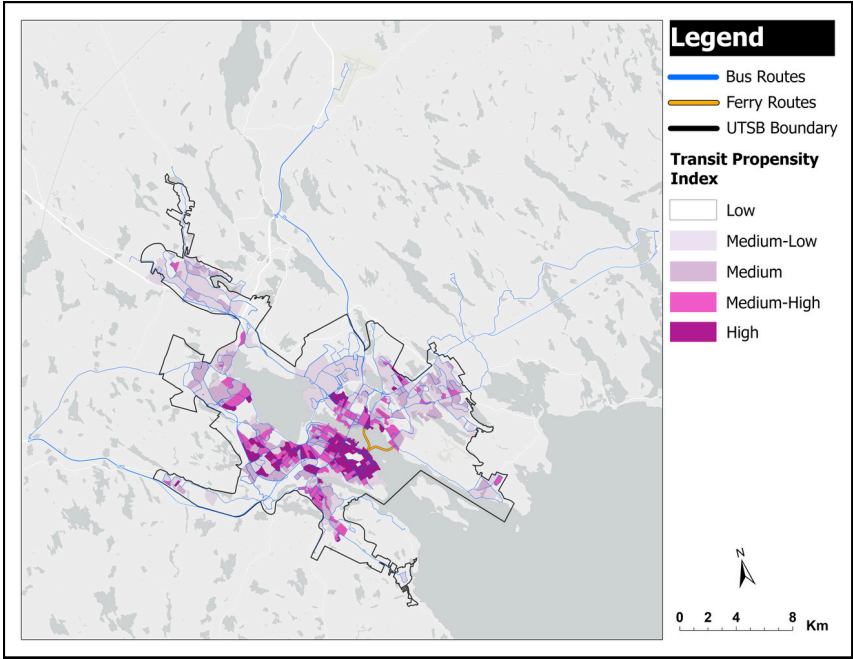 Legend
Bus Routes
Ferry Routes
UTSB Boundary
Transit Propensity
Index
Low
Medium-Low
Medium
Medium-High
High
N
0 2 4 8
Km